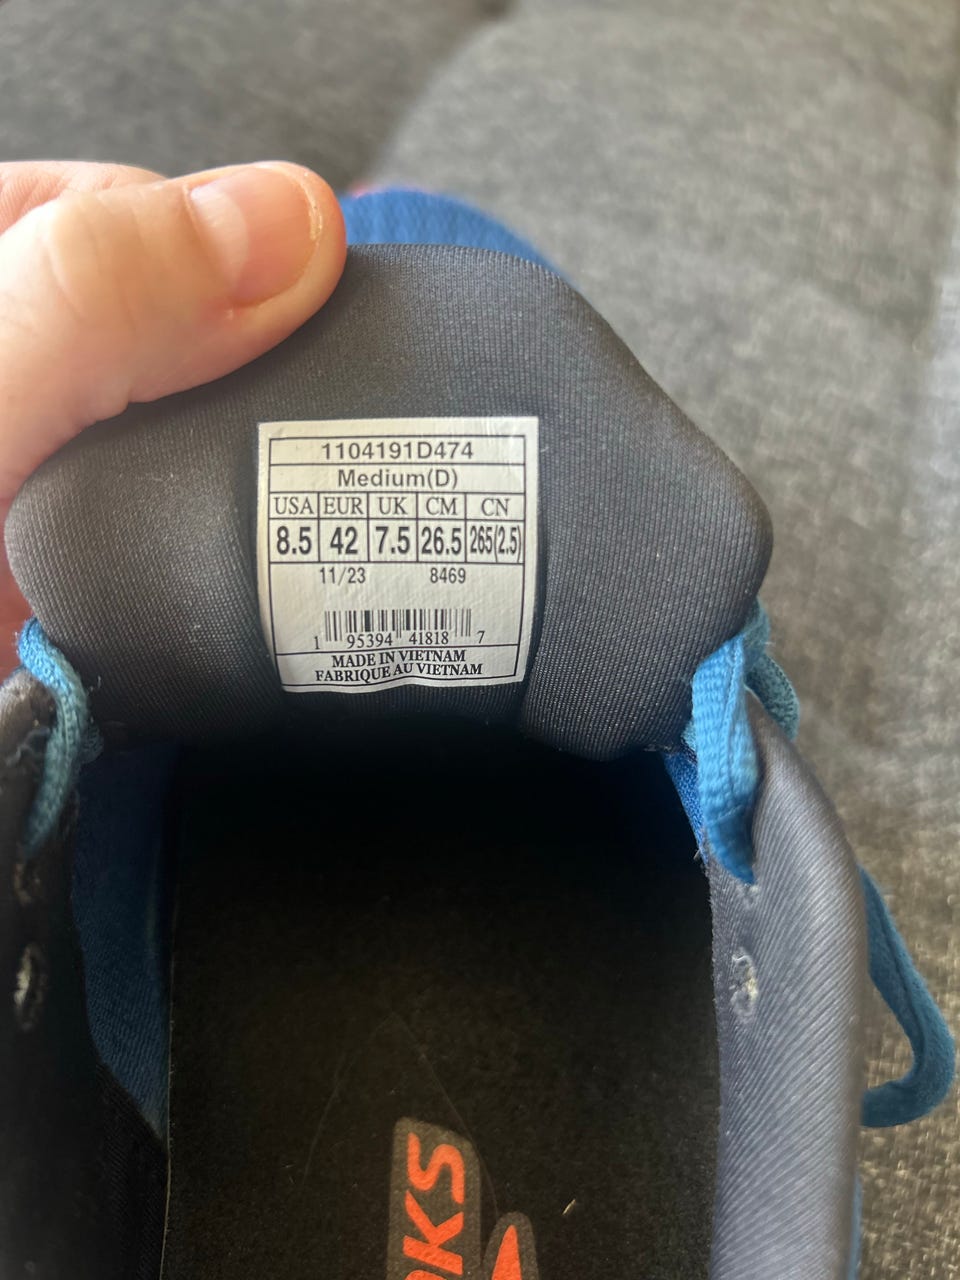 1104191D474
Medium(D)
USA EUR UK CM CN
8.5 42 7.5 26.5 265(2.5)
11/23 8469
1 95394 41818 7
MADE IN VIETNAM
FABRIQUE AU VIETNAM
OKS